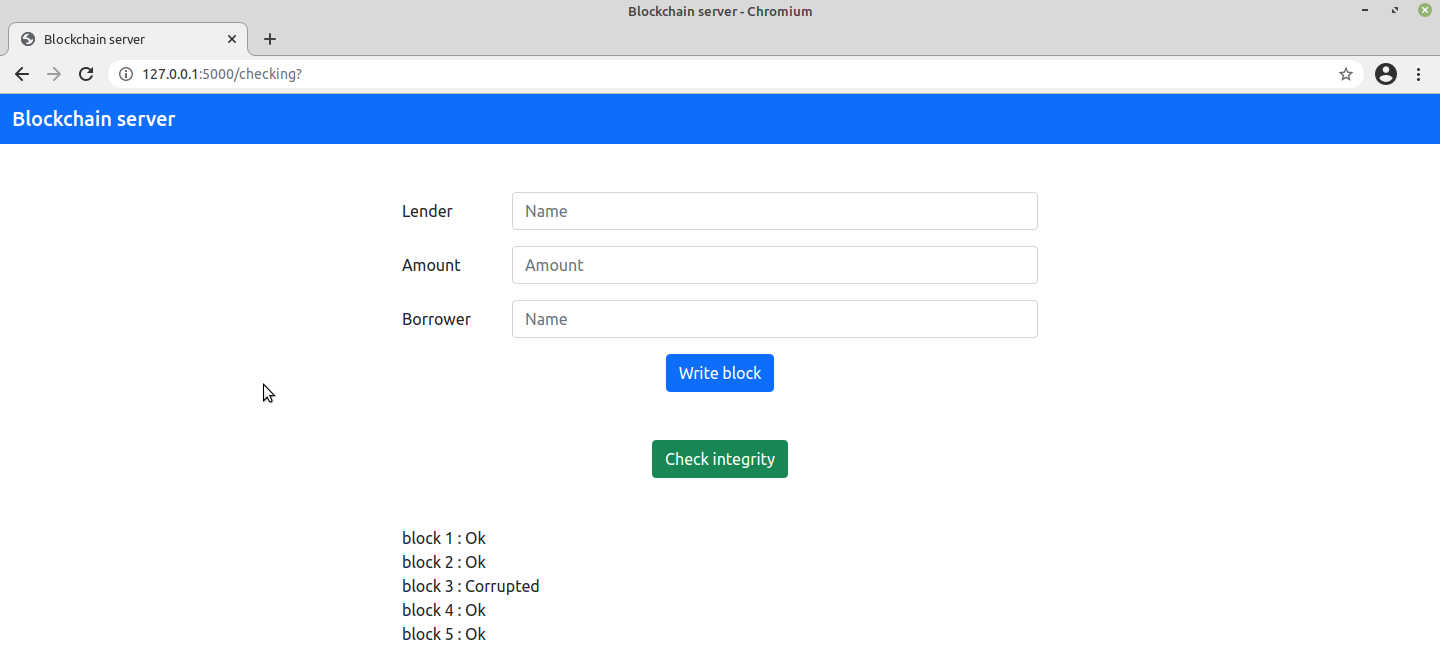 Blockchain server - Chromium
Blockchain server
127.0.0.1:5000/checking?
Blockchain server
Lender Name
Amount Amount
Borrower Name
Write block
Check integrity
block 1 : Ok
block 2 : Ok
block 3 : Corrupted
block 4 : Ok
block 5 : Ok